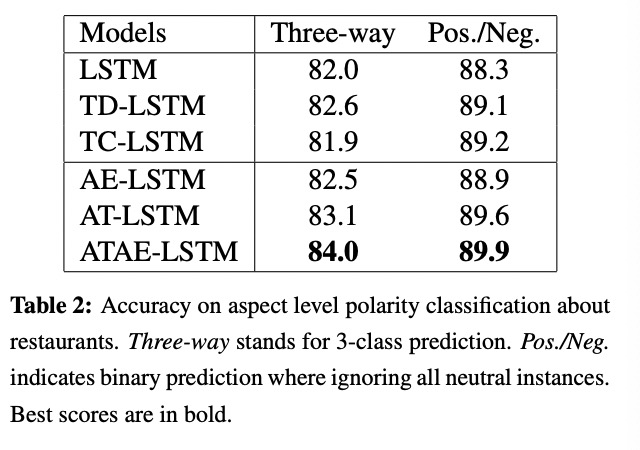 Models Three-way Pos./Neg.
LSTM 82.0 88.3
TD-LSTM 82.6 89.1
TC-LSTM 81.9 89.2
AE-LSTM 82.5 88.9
AT-LSTM 83.1 89.6
ATAE-LSTM 84.0 89.9
Table 2: Accuracy on aspect level polarity classification about
restaurants. Three-way stands for 3-class prediction. Pos./Neg.
indicates binary prediction where ignoring all neutral instances.
Best scores are in bold.